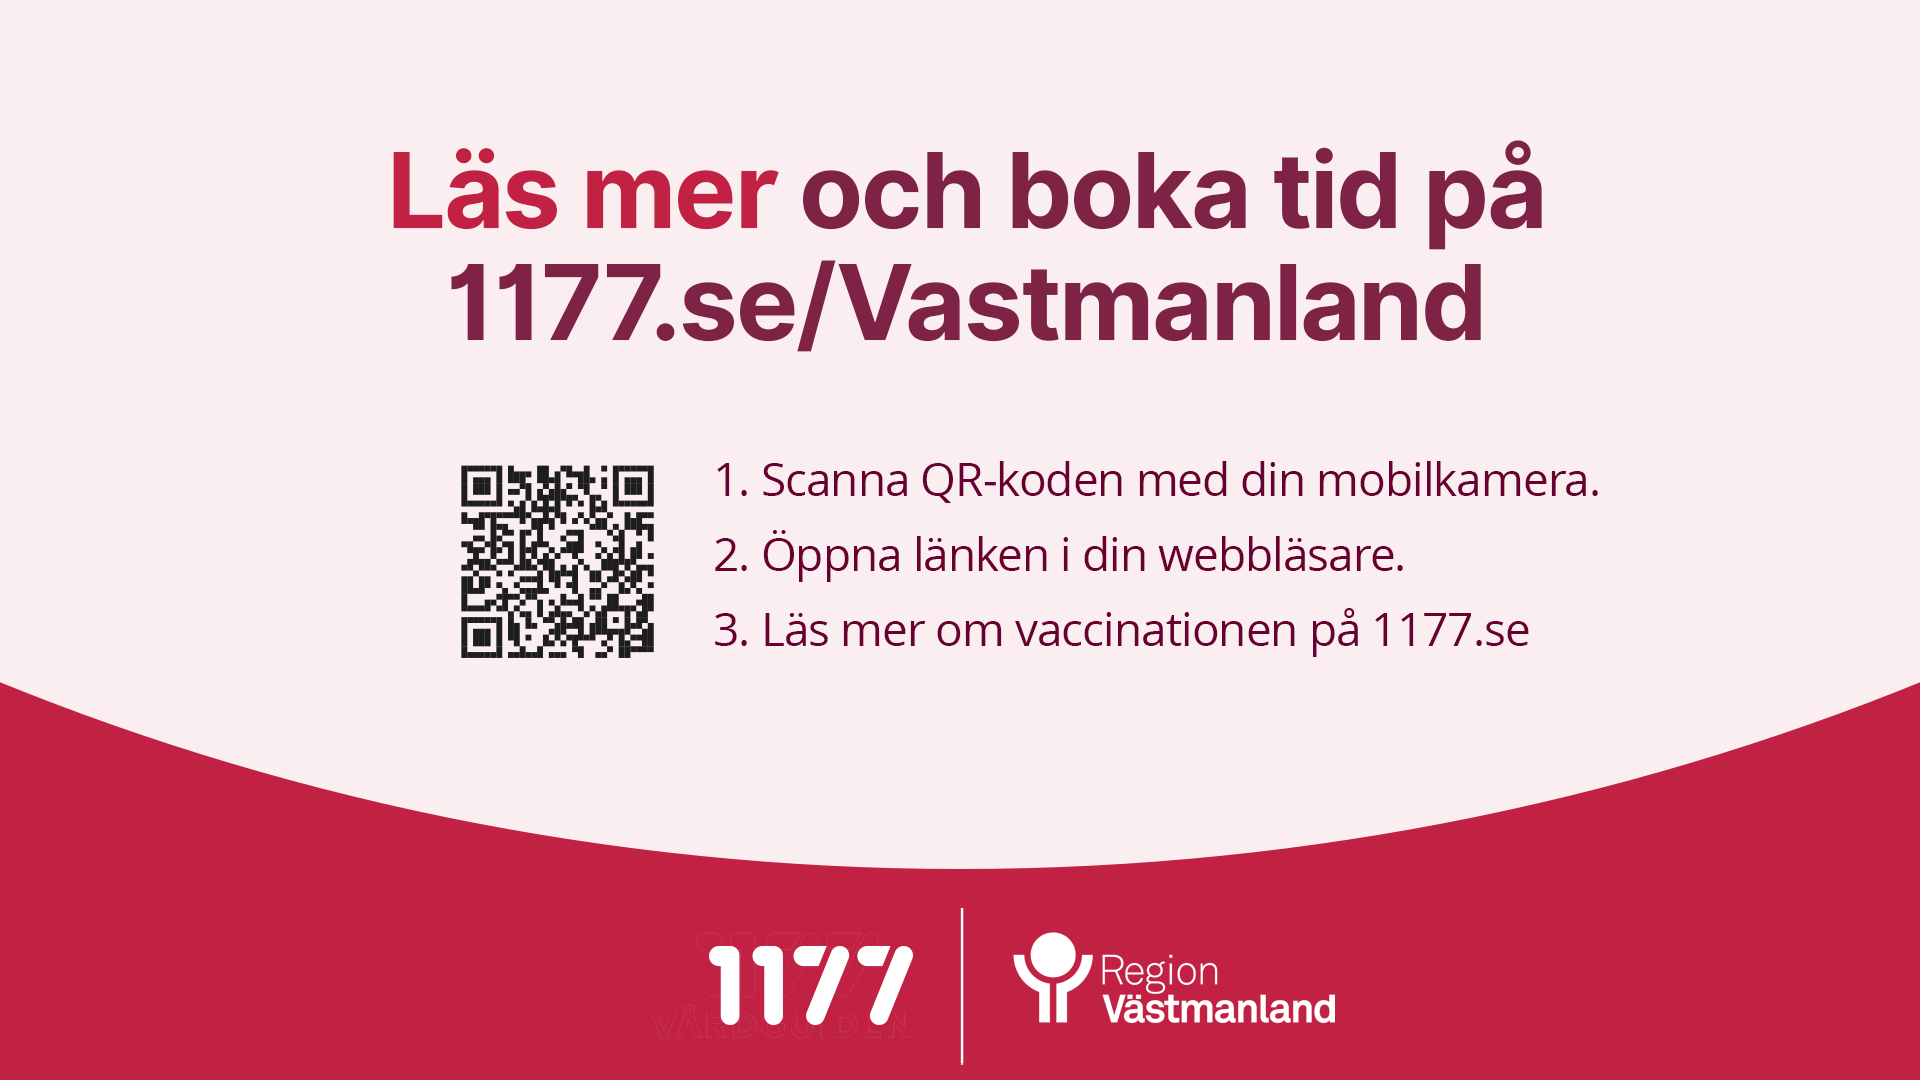 Läs mer och boka tid på
1177.se/Vastmanland
1. Scanna QR-koden med din mobilkamera.
2. Öppna länken i din webbläsare.
3. Läs mer om vaccinationen på 1177.se
1177
VÅRDGUIDEN
Region
Västmanland